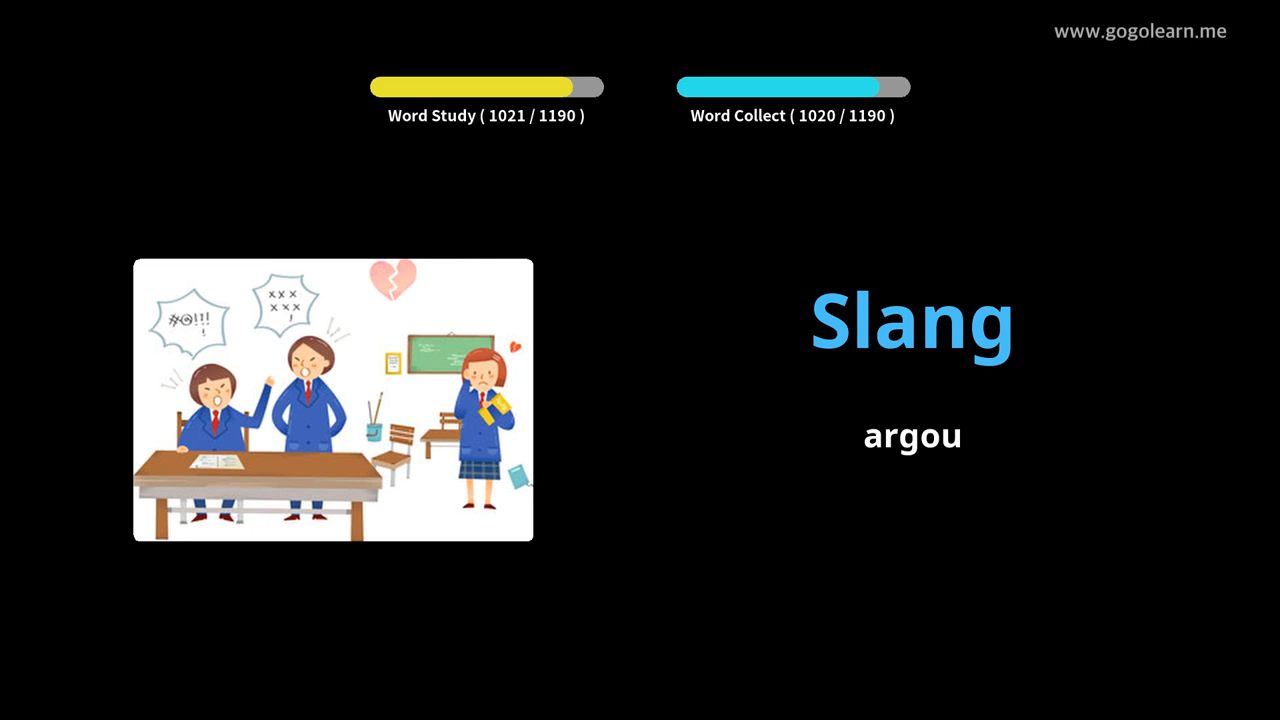 www.gogolearn.me
Word Study ( 1021 / 1190 )
Word Collect ( 1020 / 1190 )
#@!!!
!
x x x
x x x
!
Slang
argou